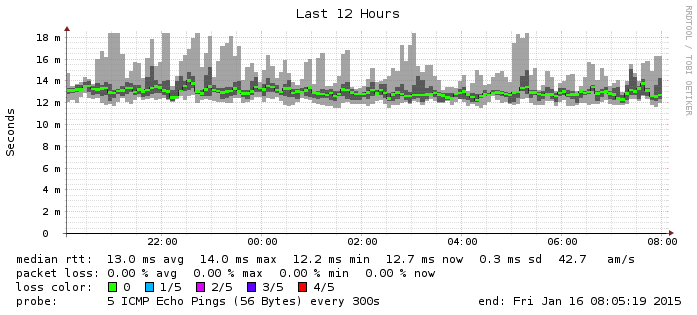 Last 12 Hours
RRDTOOL / TOBI OETIKER
Seconds
18 m
16 m
14 m
12 m
10 m
8 m
6 m
4 m
2 m
0
22:00 00:00 02:00 04:00 06:00 08:00
median rtt: 13.0 ms avg 14.0 ms max 12.2 ms min 12.7 ms now 0.3 ms sd 42.7 am/s
packet loss: 0.00 % avg 0.00 % max 0.00 % min 0.00 % now
loss color: 0 1/5 2/5 3/5 4/5
probe: 5 ICMP Echo Pings (56 Bytes) every 300s end: Fri Jan 16 08:05:19 2015